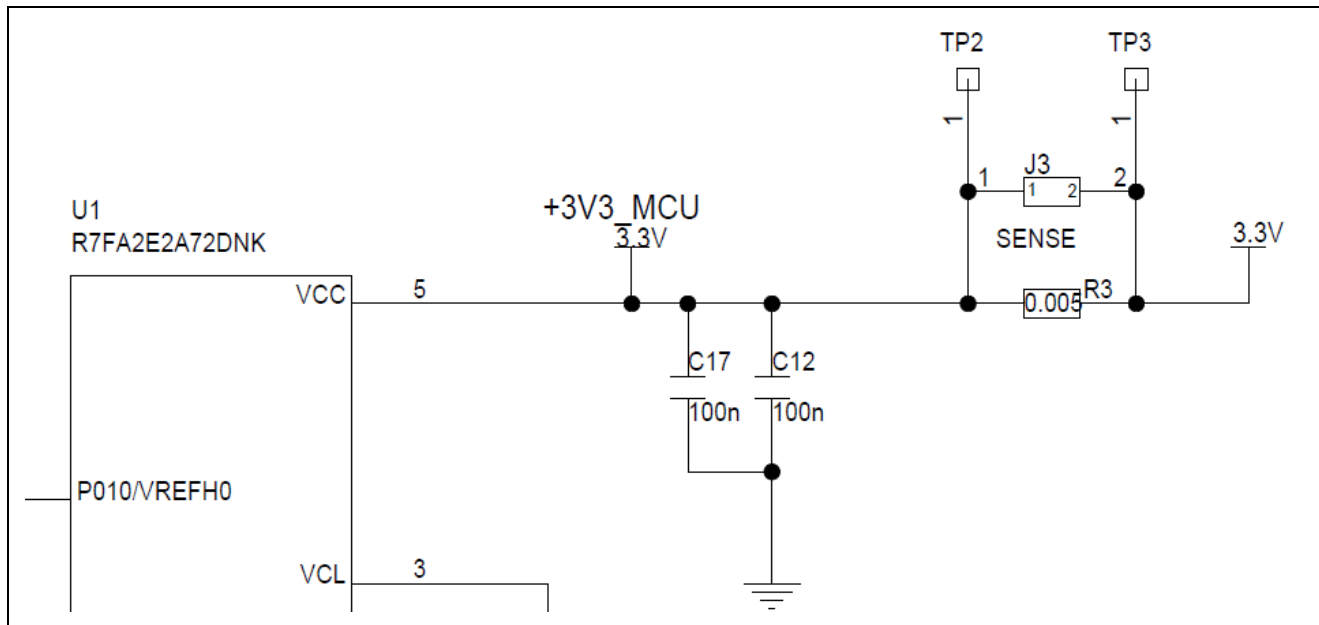 TP2 TP3
1 1
J3
1 1 2 2
U1
R7FA2E2A72DNK
+3V3_MCU
3.3V
SENSE
3.3V
VCC 5
0.005 R3
C17 C12
100n 100n
P010/VREFH0
VCL 3